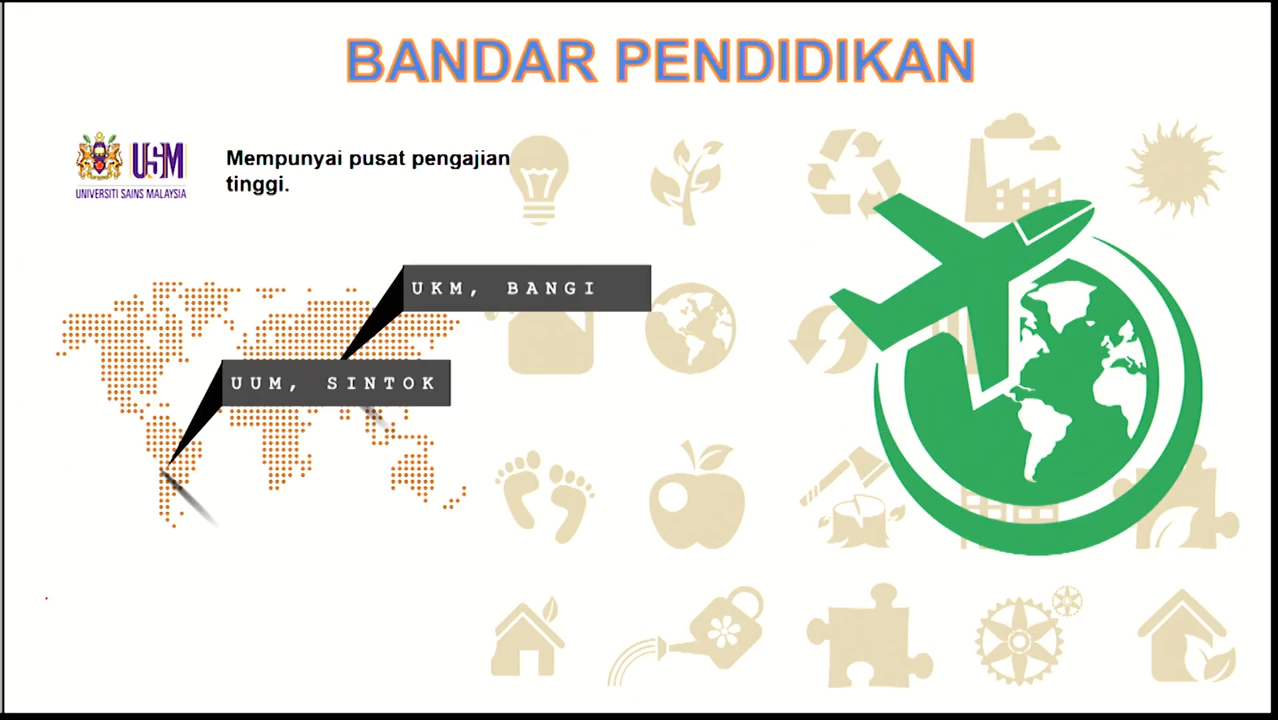 BANDAR PENDIDIKAN
USM
UNIVERSITI SAINS MALAYSIA
Mempunyai pusat pengajian
tinggi.
UKM, BANGI
UUM, SINTOK